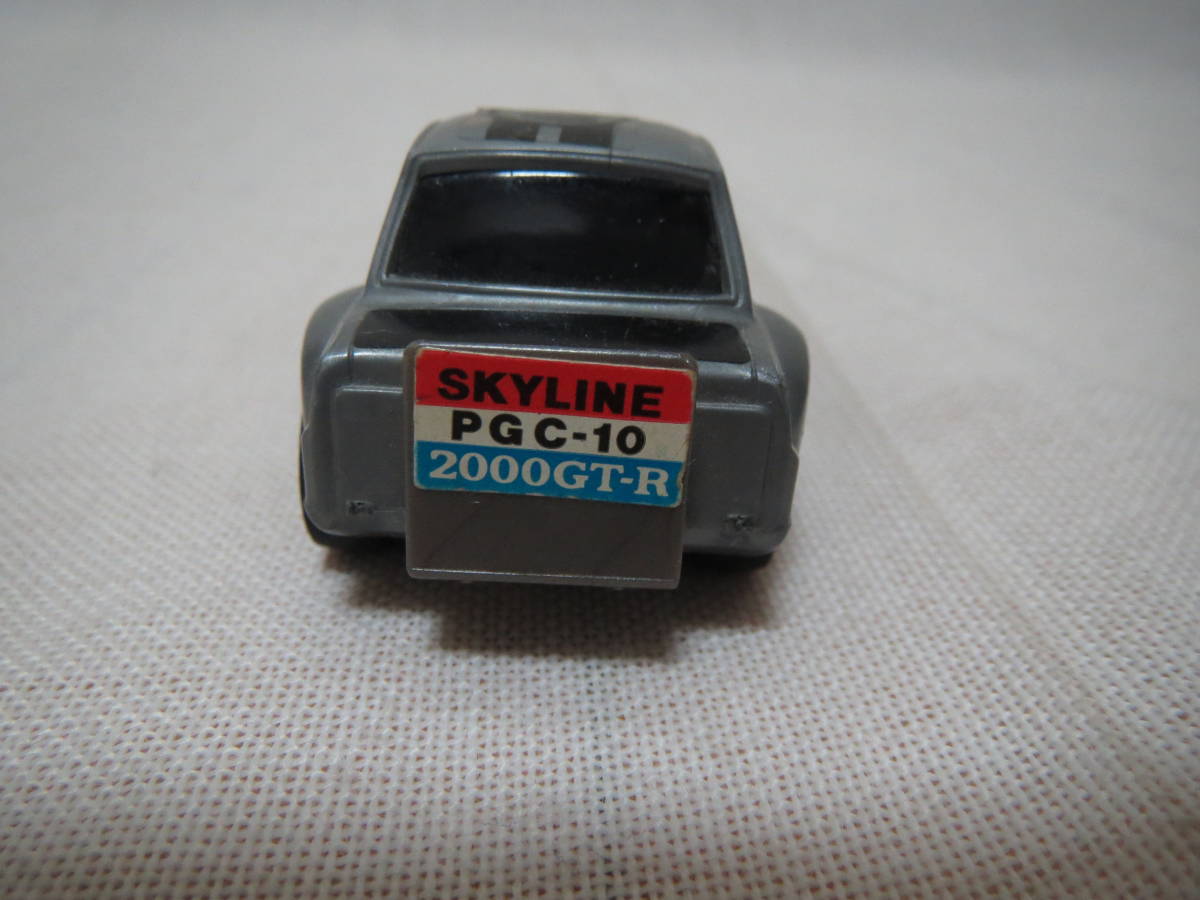 SKYLINE
PGC-10
2000GT-R